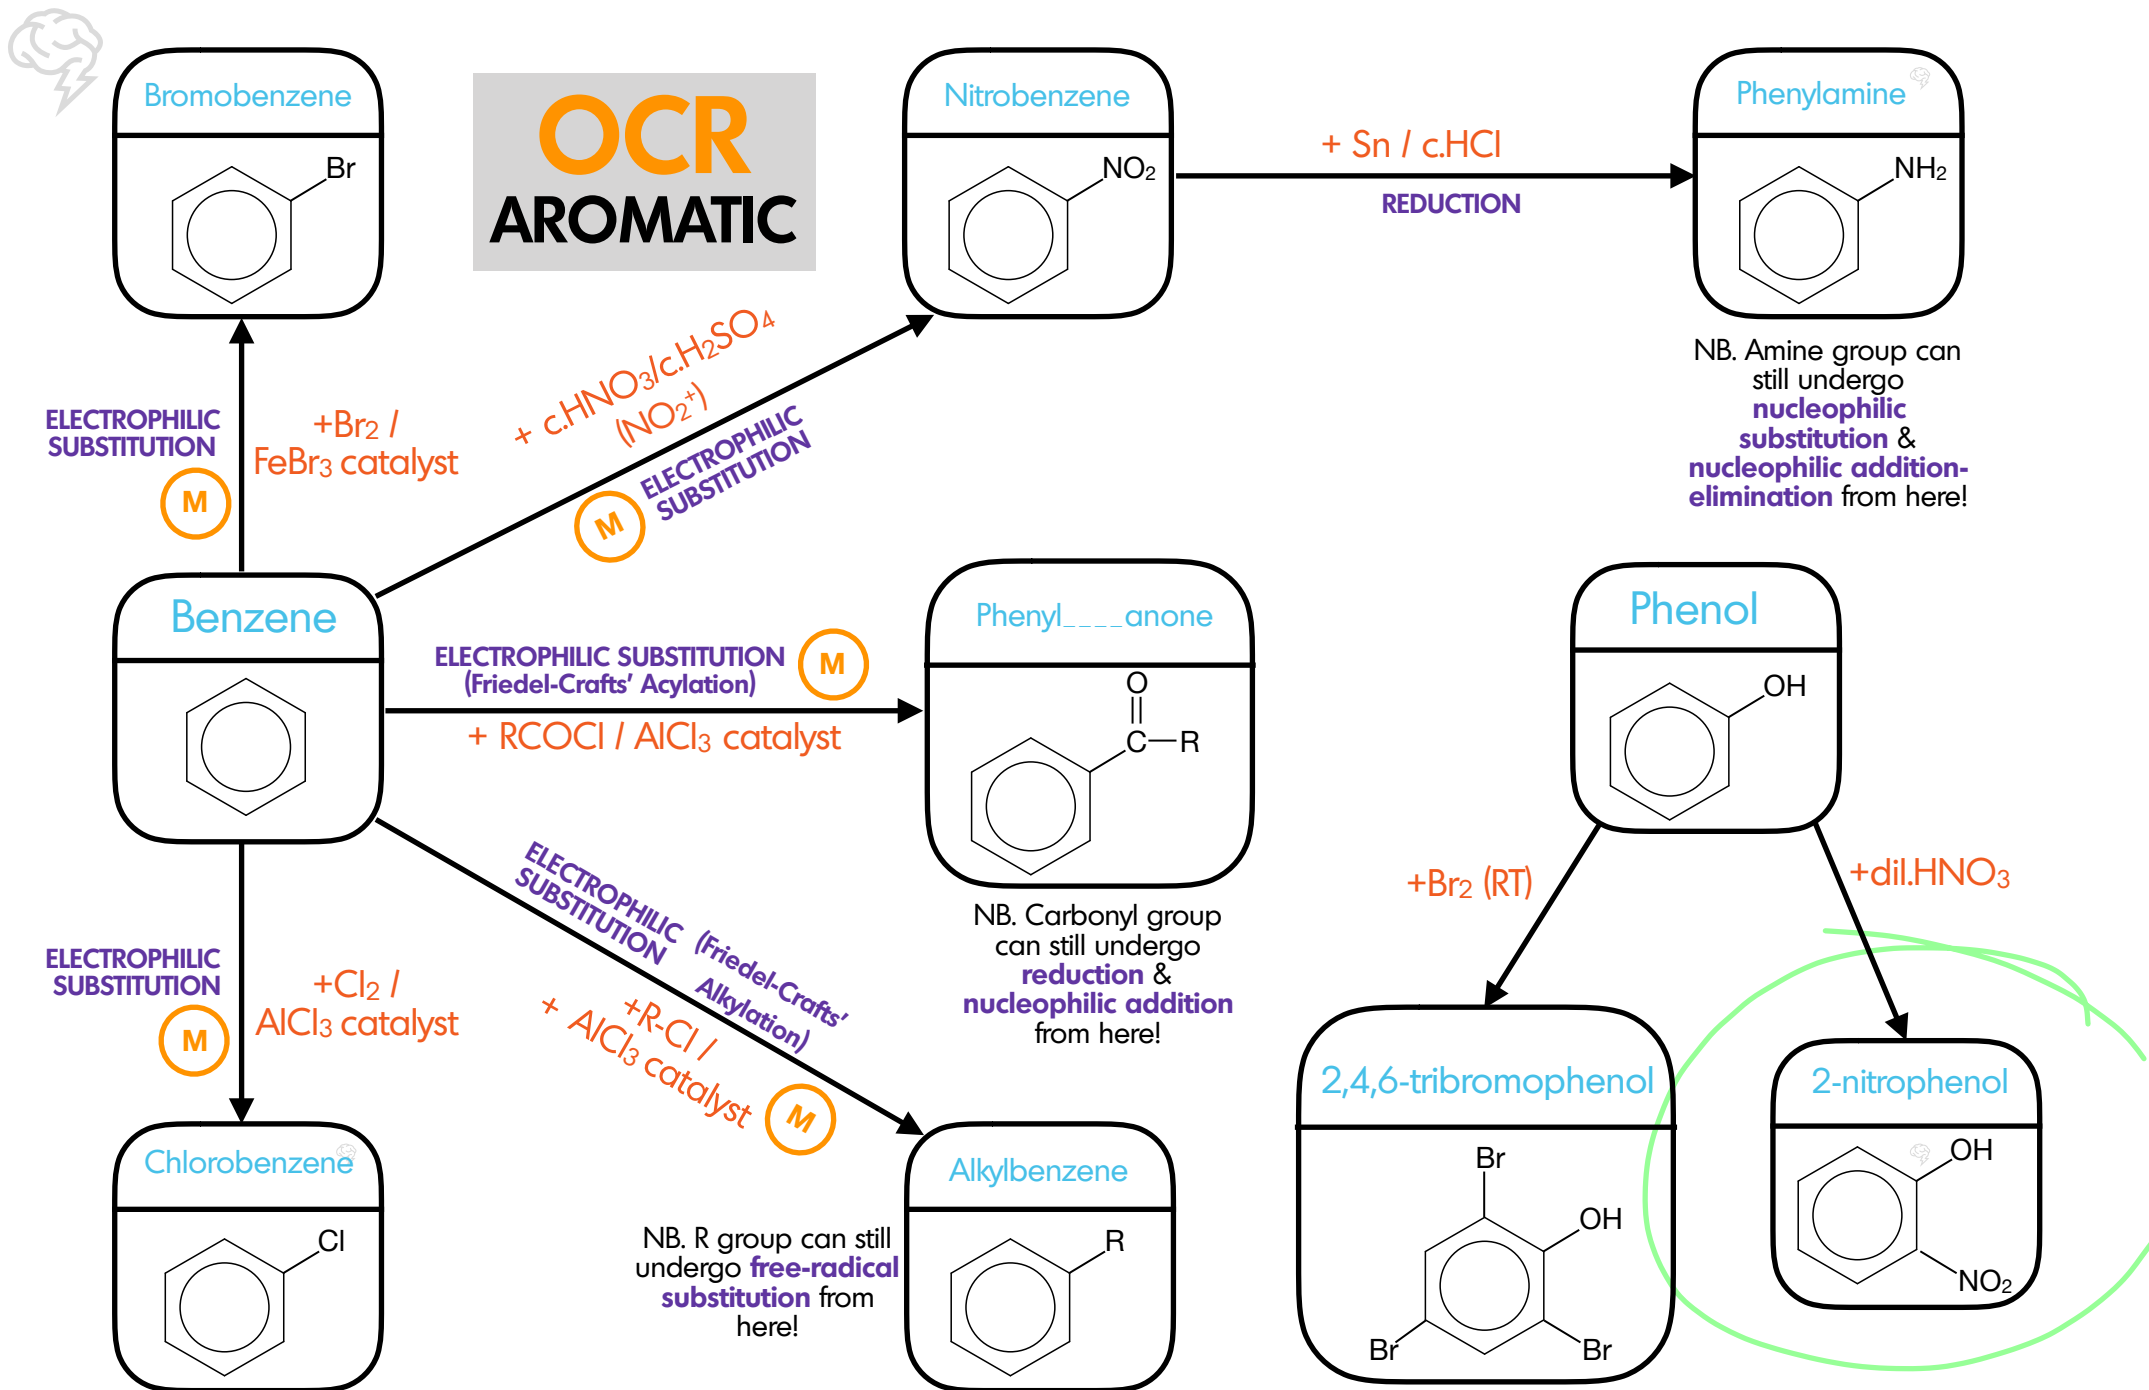 OCR
AROMATIC
Bromobenzene
Br
Nitrobenzene
NO₂
+ Sn / c.HCl
REDUCTION
Phenylamine
NH₂
NB. Amine group can
still undergo
nucleophilic
substitution &
nucleophilic addition-
elimination from here!
ELECTROPHILIC
SUBSTITUTION
M
+Br₂ /
FeBr₃ catalyst
+ c.HNO₃/c.H₂SO₄
(NO₂⁺)
ELECTROPHILIC
SUBSTITUTION
M
Benzene
ELECTROPHILIC SUBSTITUTION
(Friedel-Crafts' Acylation)
M
+ RCOCl / AlCl₃ catalyst
Phenyl____anone
O
C
R
NB. Carbonyl group
can still undergo
reduction &
nucleophilic addition
from here!
Phenol
OH
+Br₂ (RT)
+dil.HNO₃
ELECTROPHILIC
SUBSTITUTION
M
+Cl₂ /
AlCl₃ catalyst
ELECTROPHILIC
SUBSTITUTION
(Friedel-Crafts'
Alkylation)
+R-Cl /
+ AlCl₃ catalyst
M
Chlorobenzene
Cl
NB. R group can still
undergo free-radical
substitution from
here!
Alkylbenzene
R
2,4,6-tribromophenol
Br
OH
Br
Br
2-nitrophenol
OH
NO₂